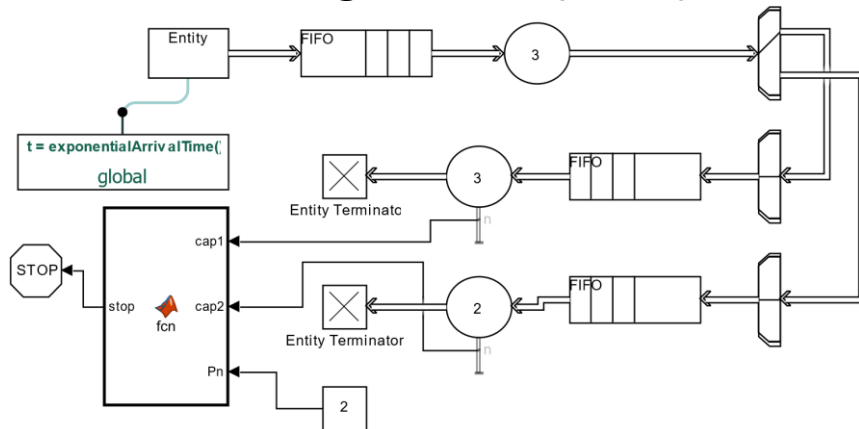 Entity
FIFO
3
t = exponentialArrivalTime()
global
3
FIFO
n
Entity Terminato
cap1
STOP
stop
fcn
cap2
2
FIFO
n
Entity Terminator
Pn
2